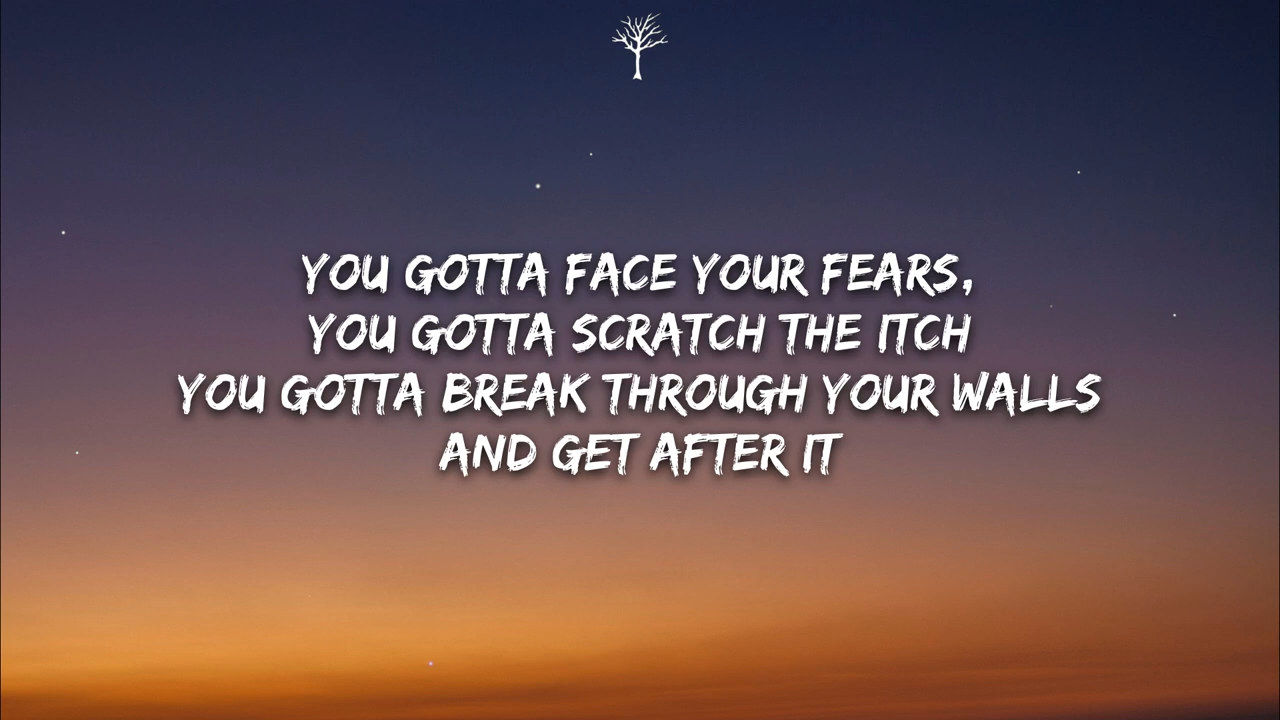 YOU GOTTA FACE YOUR FEARS,
YOU GOTTA SCRATCH THE ITCH
YOU GOTTA BREAK THROUGH YOUR WALLS
AND GET AFTER IT